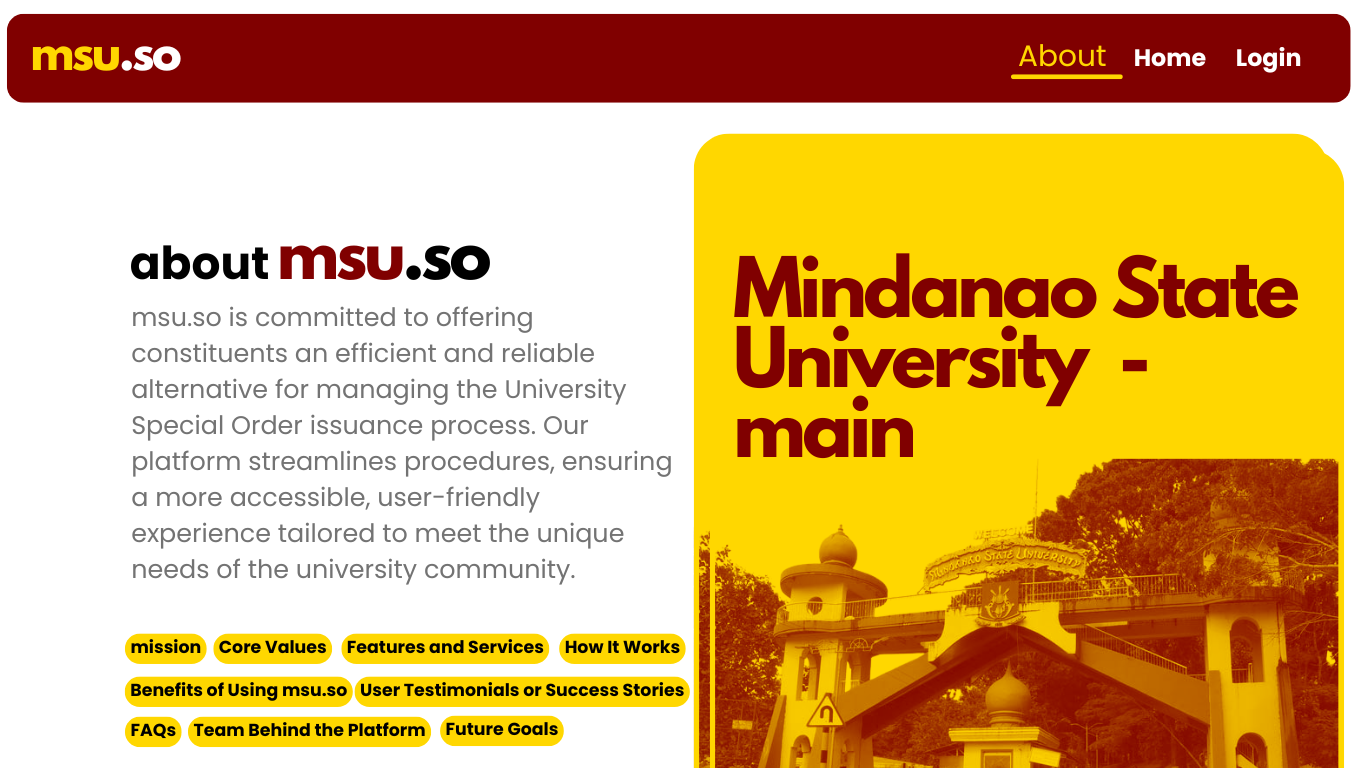 msu.so
About Home Login
about msu.so
msu.so is committed to offering
constituents an efficient and reliable
alternative for managing the University
Special Order issuance process. Our
platform streamlines procedures, ensuring
a more accessible, user-friendly
experience tailored to meet the unique
needs of the university community.
mission Core Values Features and Services How It Works
Benefits of Using msu.so User Testimonials or Success Stories
FAQs Team Behind the Platform Future Goals
Mindanao State
University -
main
MINDANAO STATE UNIVERSITY